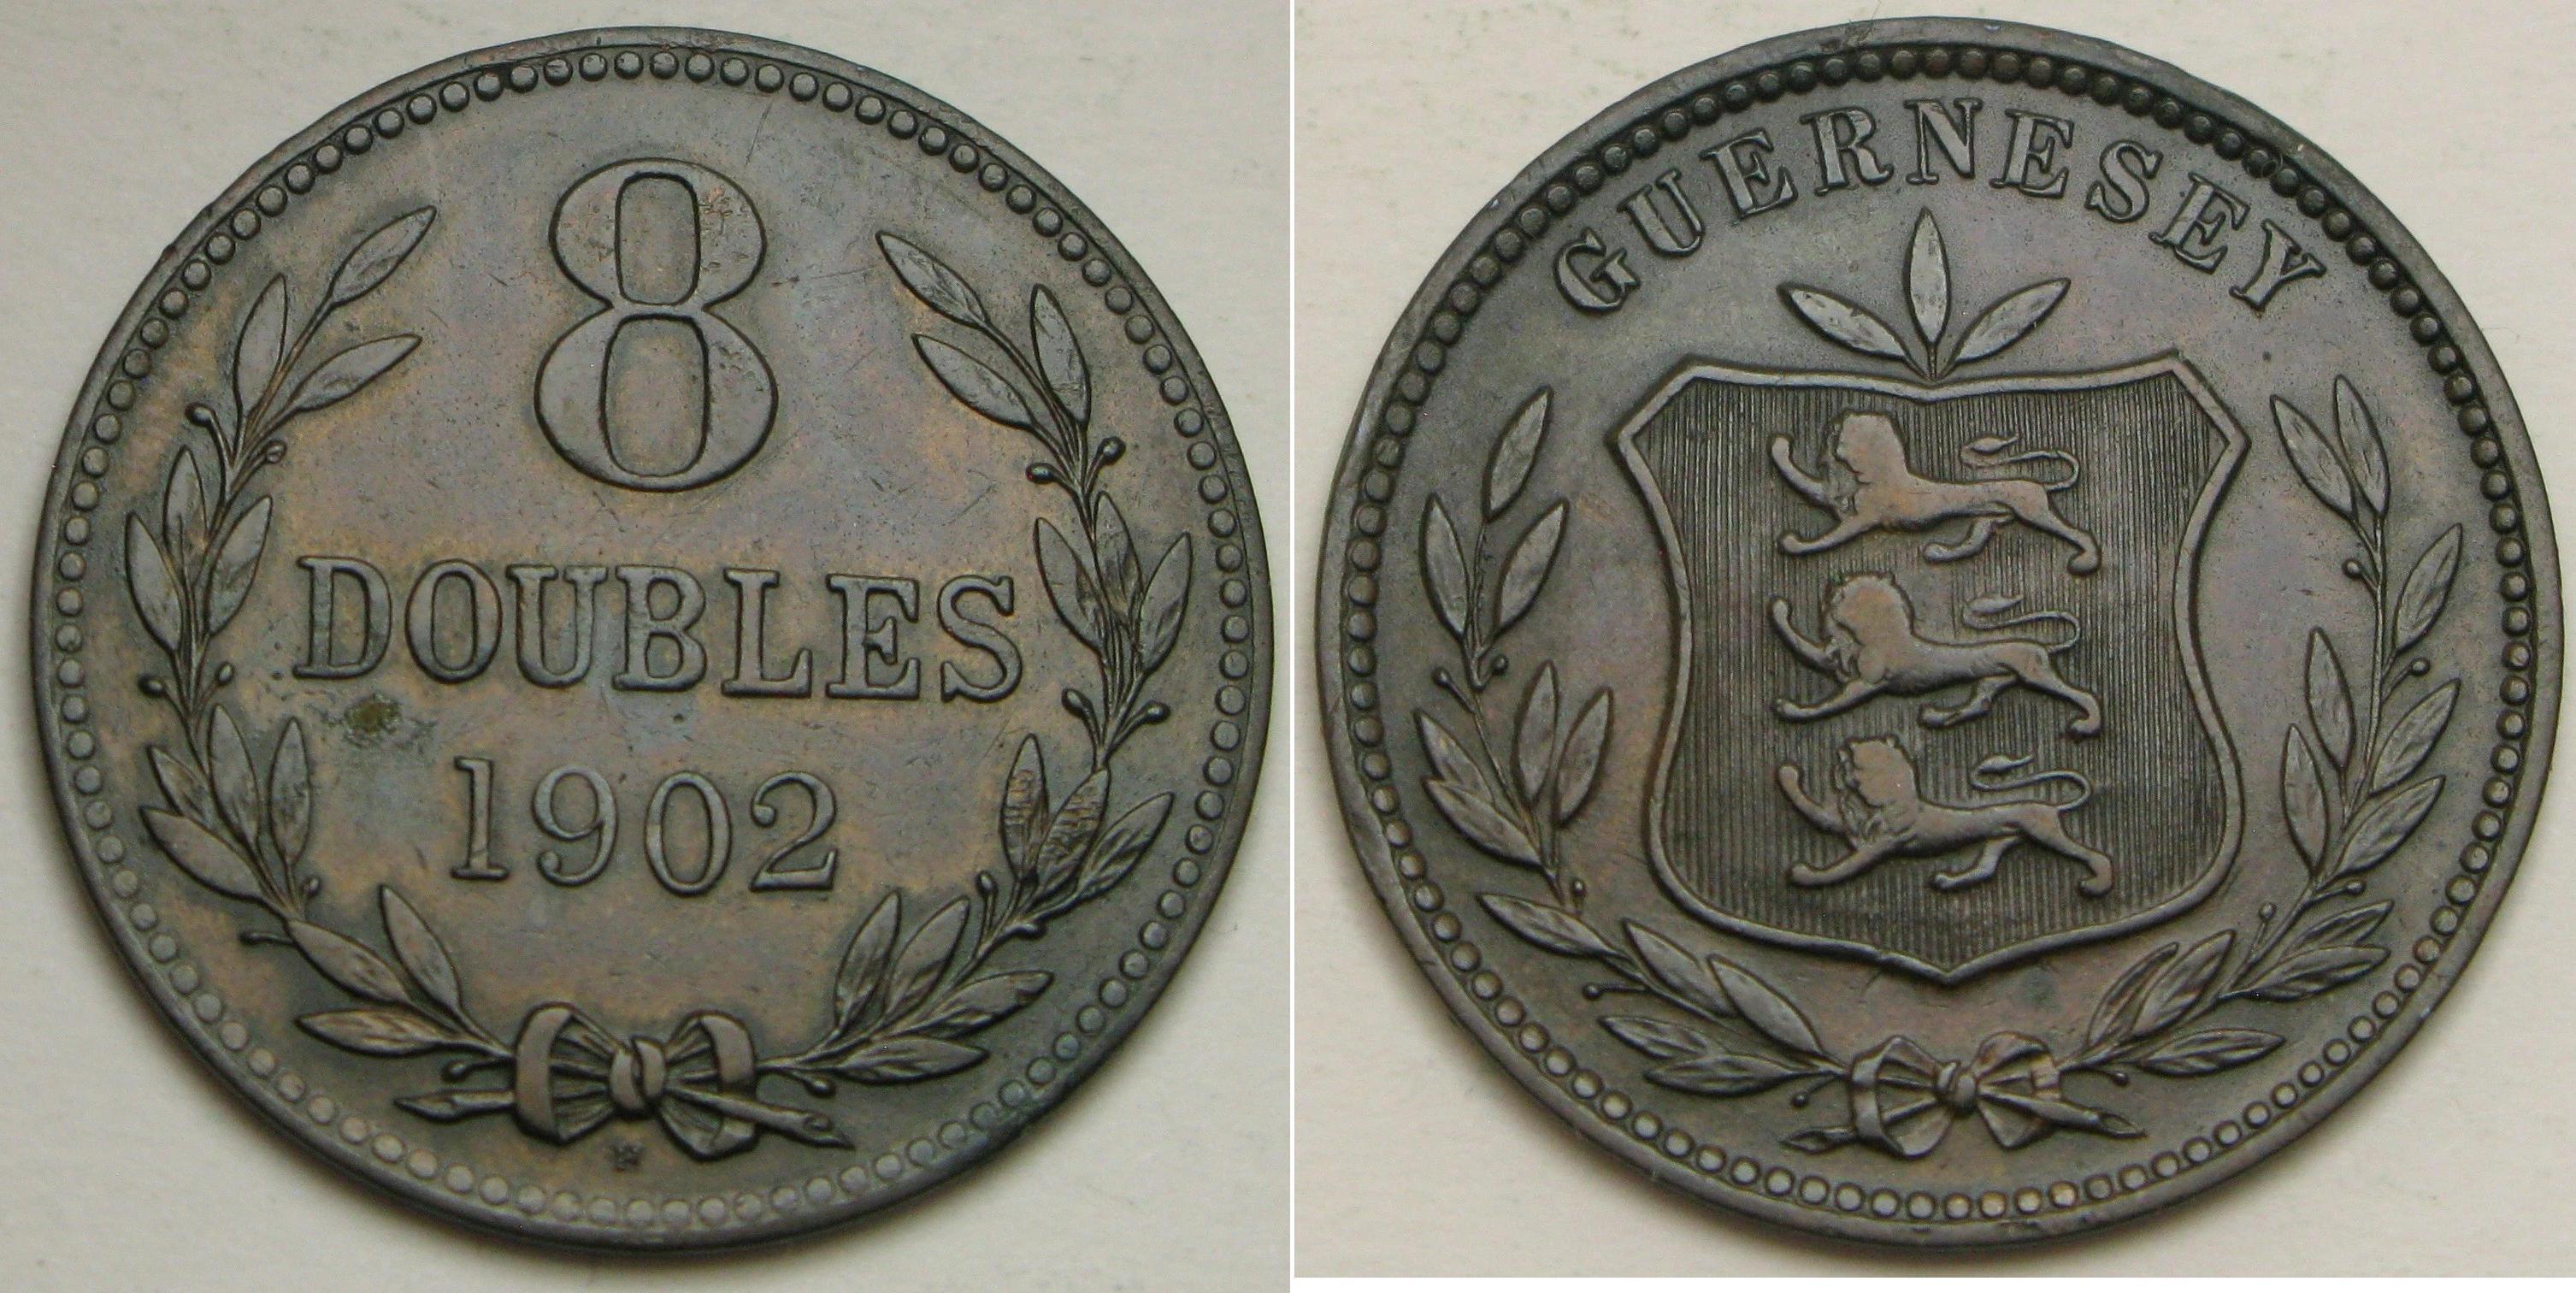 8
DOUBLES
1902
H
GUERNESEY